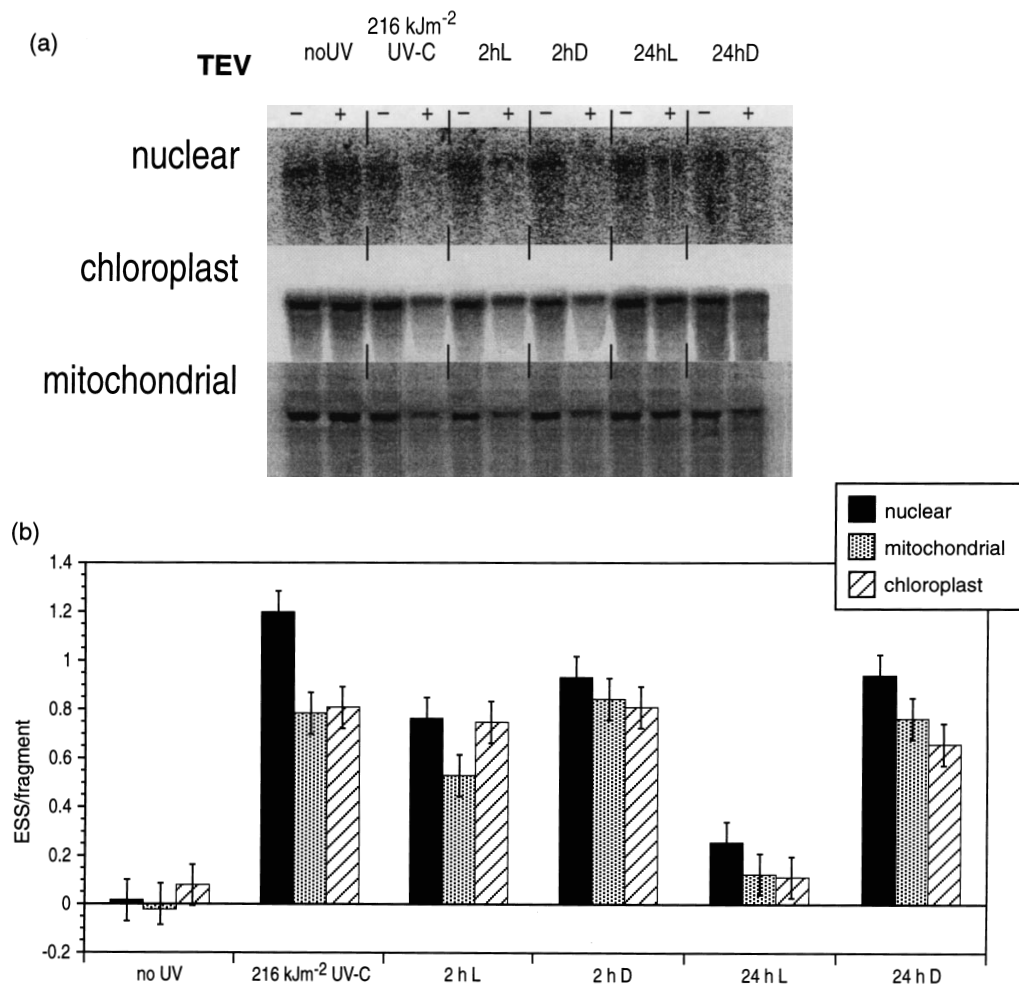 (a)
TEV
noUV 216 kJm⁻² UV-C 2hL 2hD 24hL 24hD
− + − + − + − + − + − +
nuclear
chloroplast
mitochondrial
(b)
nuclear
mitochondrial
chloroplast
ESS/fragment
1.4
1.2
1
0.8
0.6
0.4
0.2
0
-0.2
no UV 216 kJm⁻² UV-C 2 h L 2 h D 24 h L 24 h D